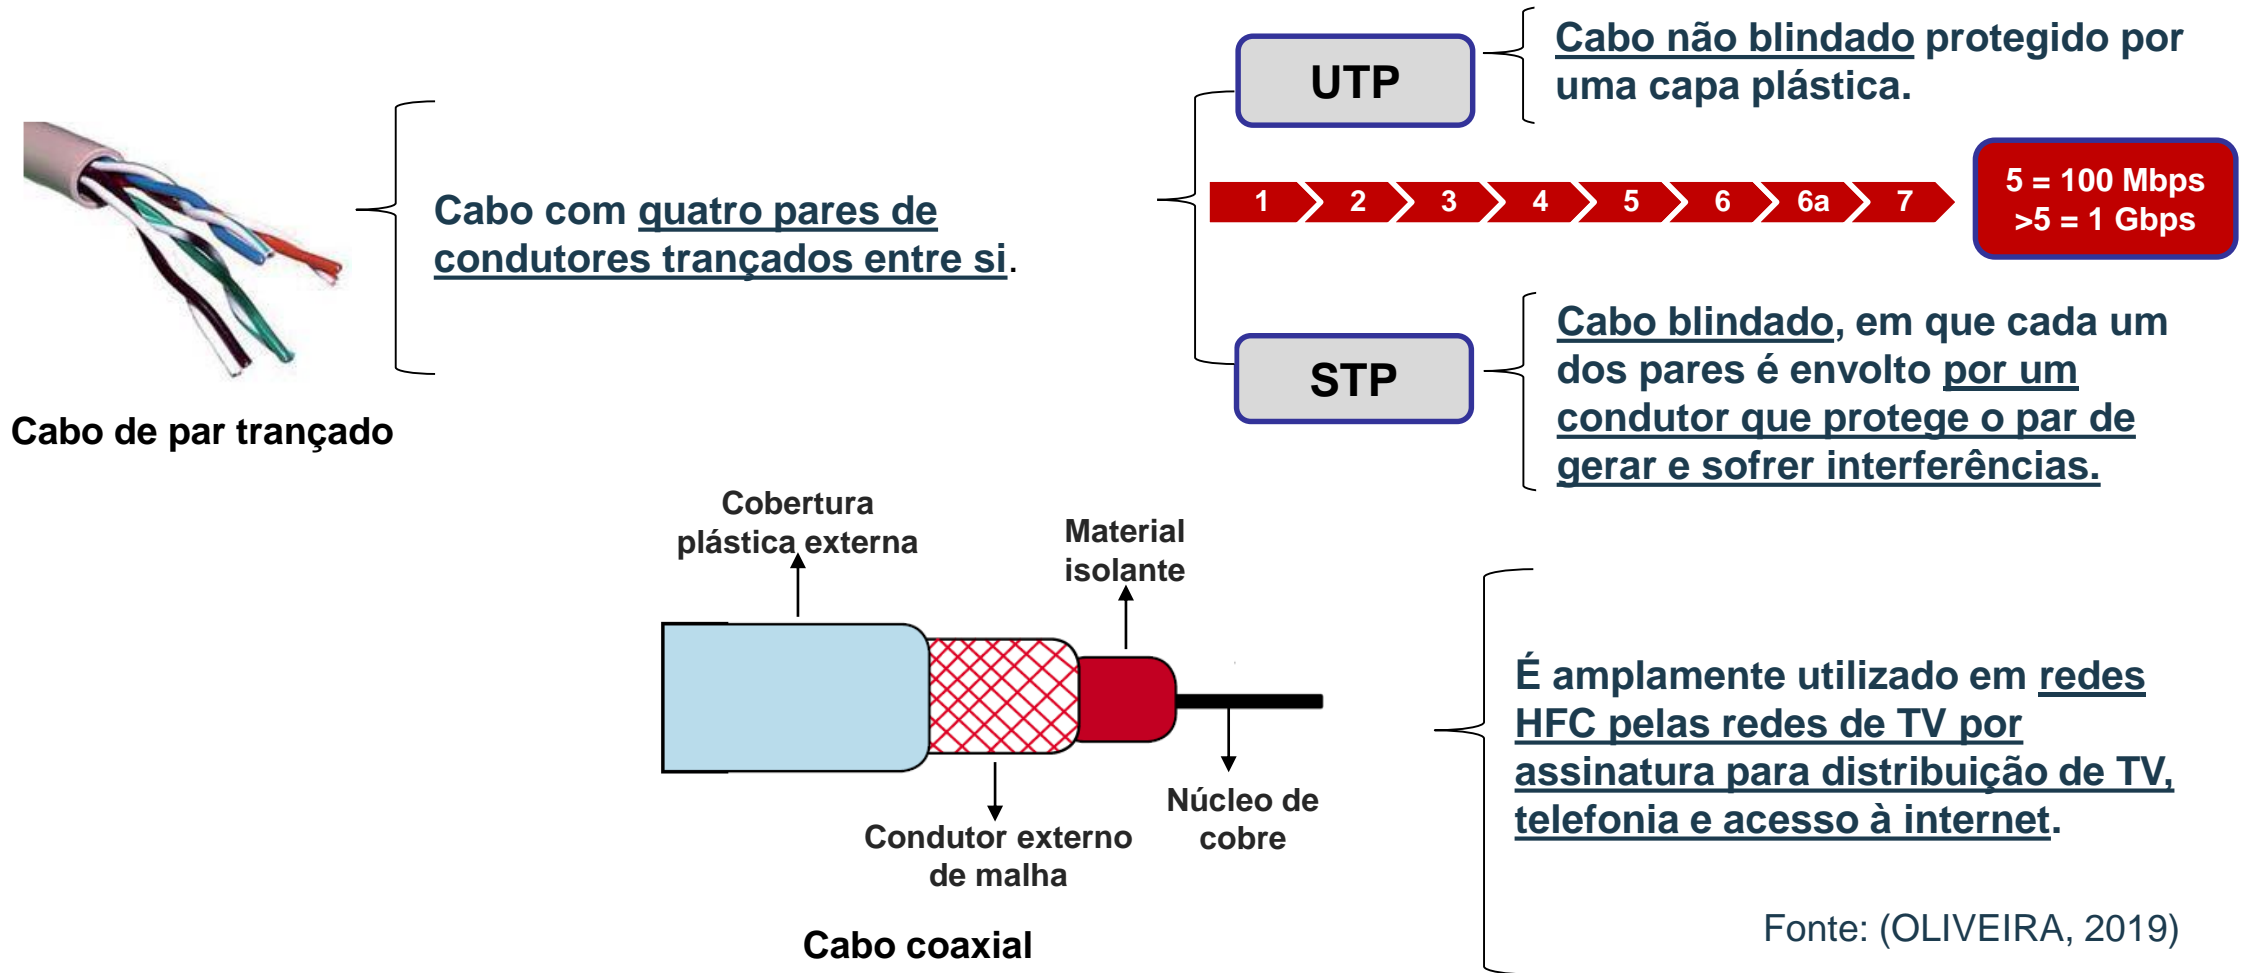 Cabo de par trançado
Cabo com quatro pares de
condutores trançados entre si.
UTP
Cabo não blindado protegido por
uma capa plástica.
1 2 3 4 5 6 6a 7
5 = 100 Mbps
>5 = 1 Gbps
STP
Cabo blindado, em que cada um
dos pares é envolto por um
condutor que protege o par de
gerar e sofrer interferências.
Cobertura
plástica externa
Material
isolante
Condutor externo
de malha
Núcleo de
cobre
Cabo coaxial
É amplamente utilizado em redes
HFC pelas redes de TV por
assinatura para distribuição de TV,
telefonia e acesso à internet.
Fonte: (OLIVEIRA, 2019)